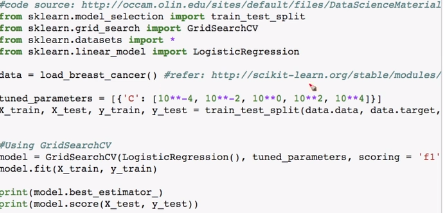 #code source: http://occam.olin.edu/sites/default/files/DataScienceMaterial
from sklearn.model_selection import train_test_split
from sklearn.grid_search import GridSearchCV
from sklearn.datasets import *
from sklearn.linear_model import LogisticRegression
data = load_breast_cancer() #refer: http://scikit-learn.org/stable/modules/
tuned_parameters = [{'C': [10**-4, 10**-2, 10**0, 10**2, 10**4]}]
X_train, X_test, y_train, y_test = train_test_split(data.data, data.target,
#Using GridSearchCV
model = GridSearchCV(LogisticRegression(), tuned_parameters, scoring = 'f1'
model.fit(X_train, y_train)
print(model.best_estimator_)
print(model.score(X_test, y_test))